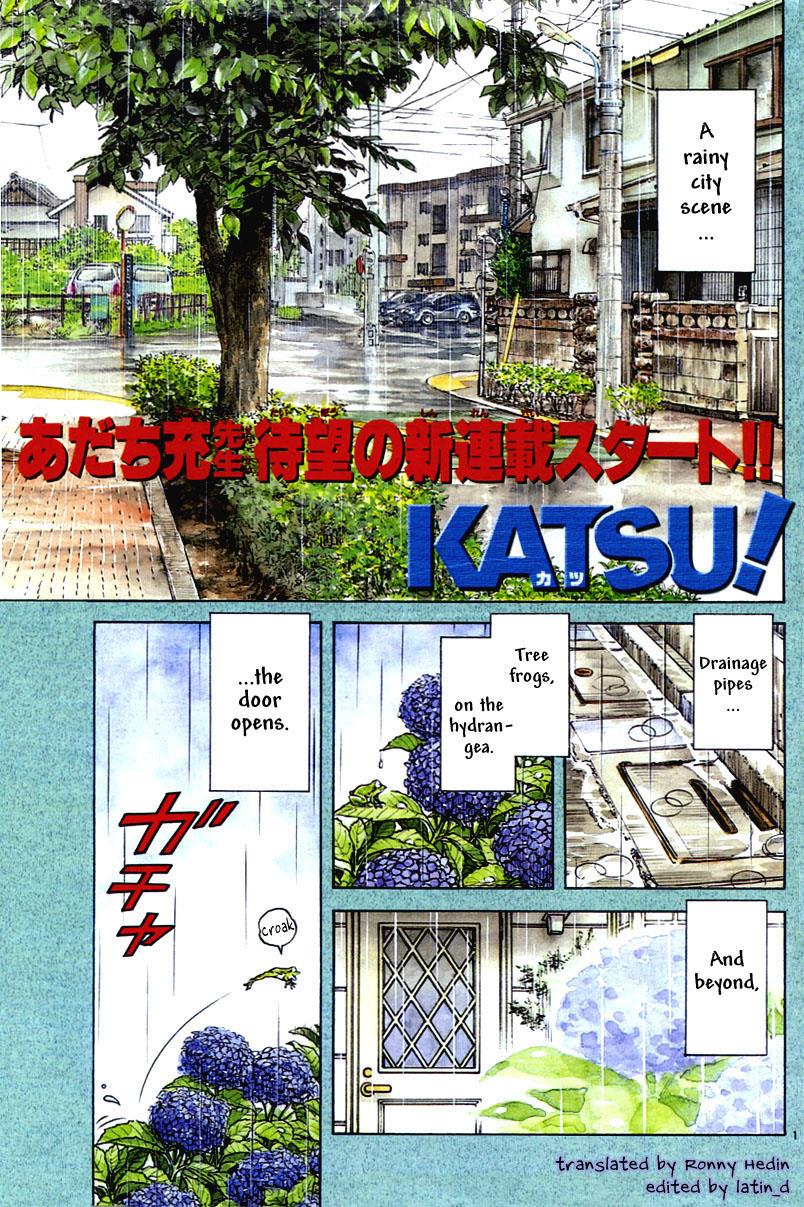 A
rainy
city
scene
...
あだち充先生待望の新連載スタート!!
KATSU!
カツ
Drainage
pipes
...
Tree
frogs,
on the
hydran-
gea.
And
beyond,
...the
door
opens.
ガチャ
croak
1
translated by Ronny Hedin
edited by latin_d